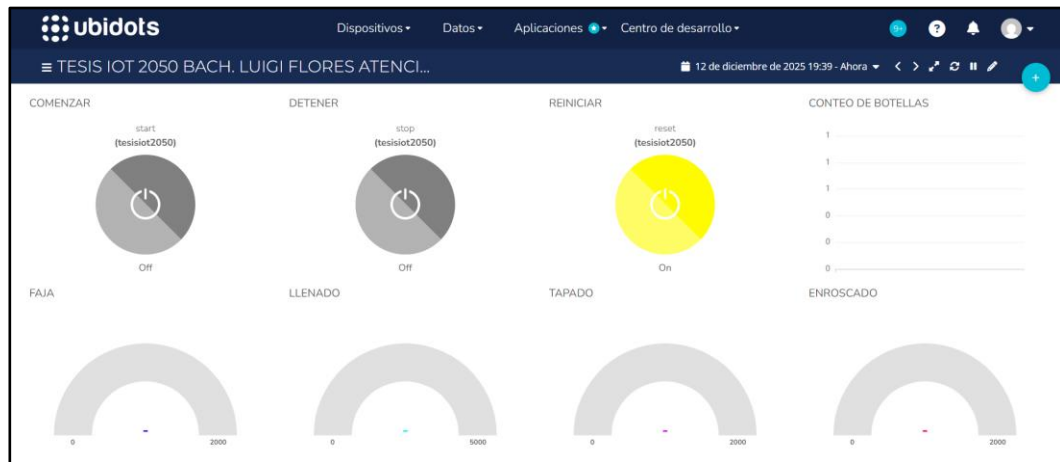 ubidots
Dispositivos Datos Aplicaciones Centro de desarrollo 9+ ?
TESIS IOT 2050 BACH. LUIGI FLORES ATENCI...
12 de diciembre de 2025 19:39 - Ahora
+
COMENZAR
start
(tesisiot2050)
Off
DETENER
stop
(tesisiot2050)
Off
REINICIAR
reset
(tesisiot2050)
On
CONTEO DE BOTELLAS
1
1
1
0
0
0
FAJA
-
0 2000
LLENADO
-
0 5000
TAPADO
-
0 2000
ENROSCADO
-
0 2000